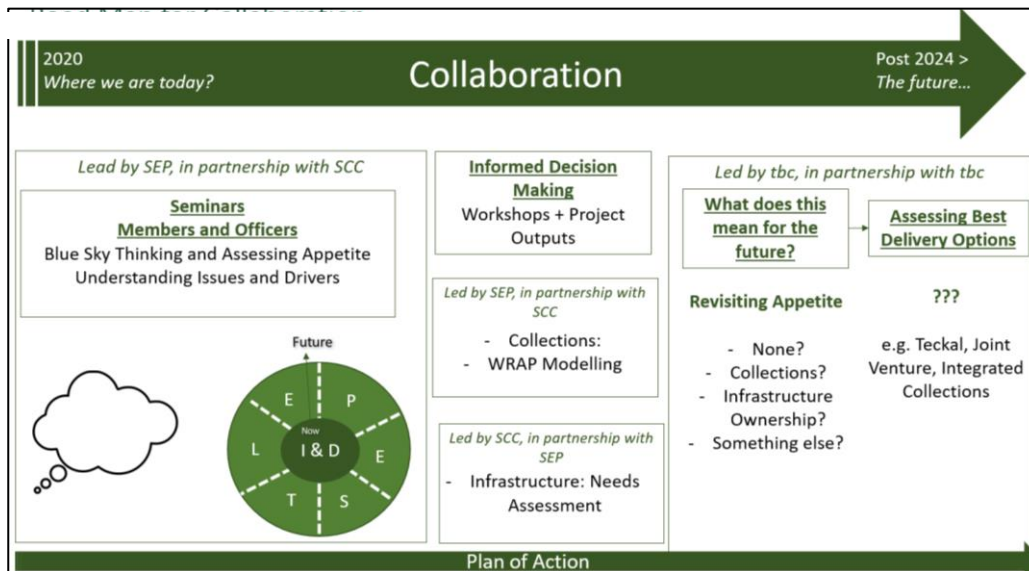 2020
Where we are today?
Collaboration
Post 2024 >
The future...
Lead by SEP, in partnership with SCC
Seminars
Members and Officers
Blue Sky Thinking and Assessing Appetite
Understanding Issues and Drivers
Future
E
P
Now
L
I & D
E
T
S
Informed Decision
Making
Workshops + Project
Outputs
Led by SEP, in partnership with
SCC
- Collections:
- WRAP Modelling
Led by SCC, in partnership with
SEP
- Infrastructure: Needs
Assessment
Led by tbc, in partnership with tbc
What does this
mean for the
future?
Assessing Best
Delivery Options
Revisiting Appetite
- None?
- Collections?
- Infrastructure
Ownership?
- Something else?
???
e.g. Teckal, Joint
Venture, Integrated
Collections
Plan of Action